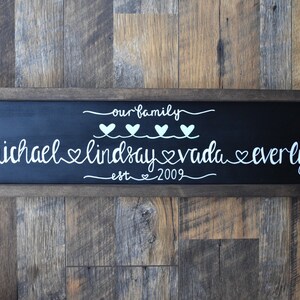 our family
ichael lindsay vada everly
est. 2009